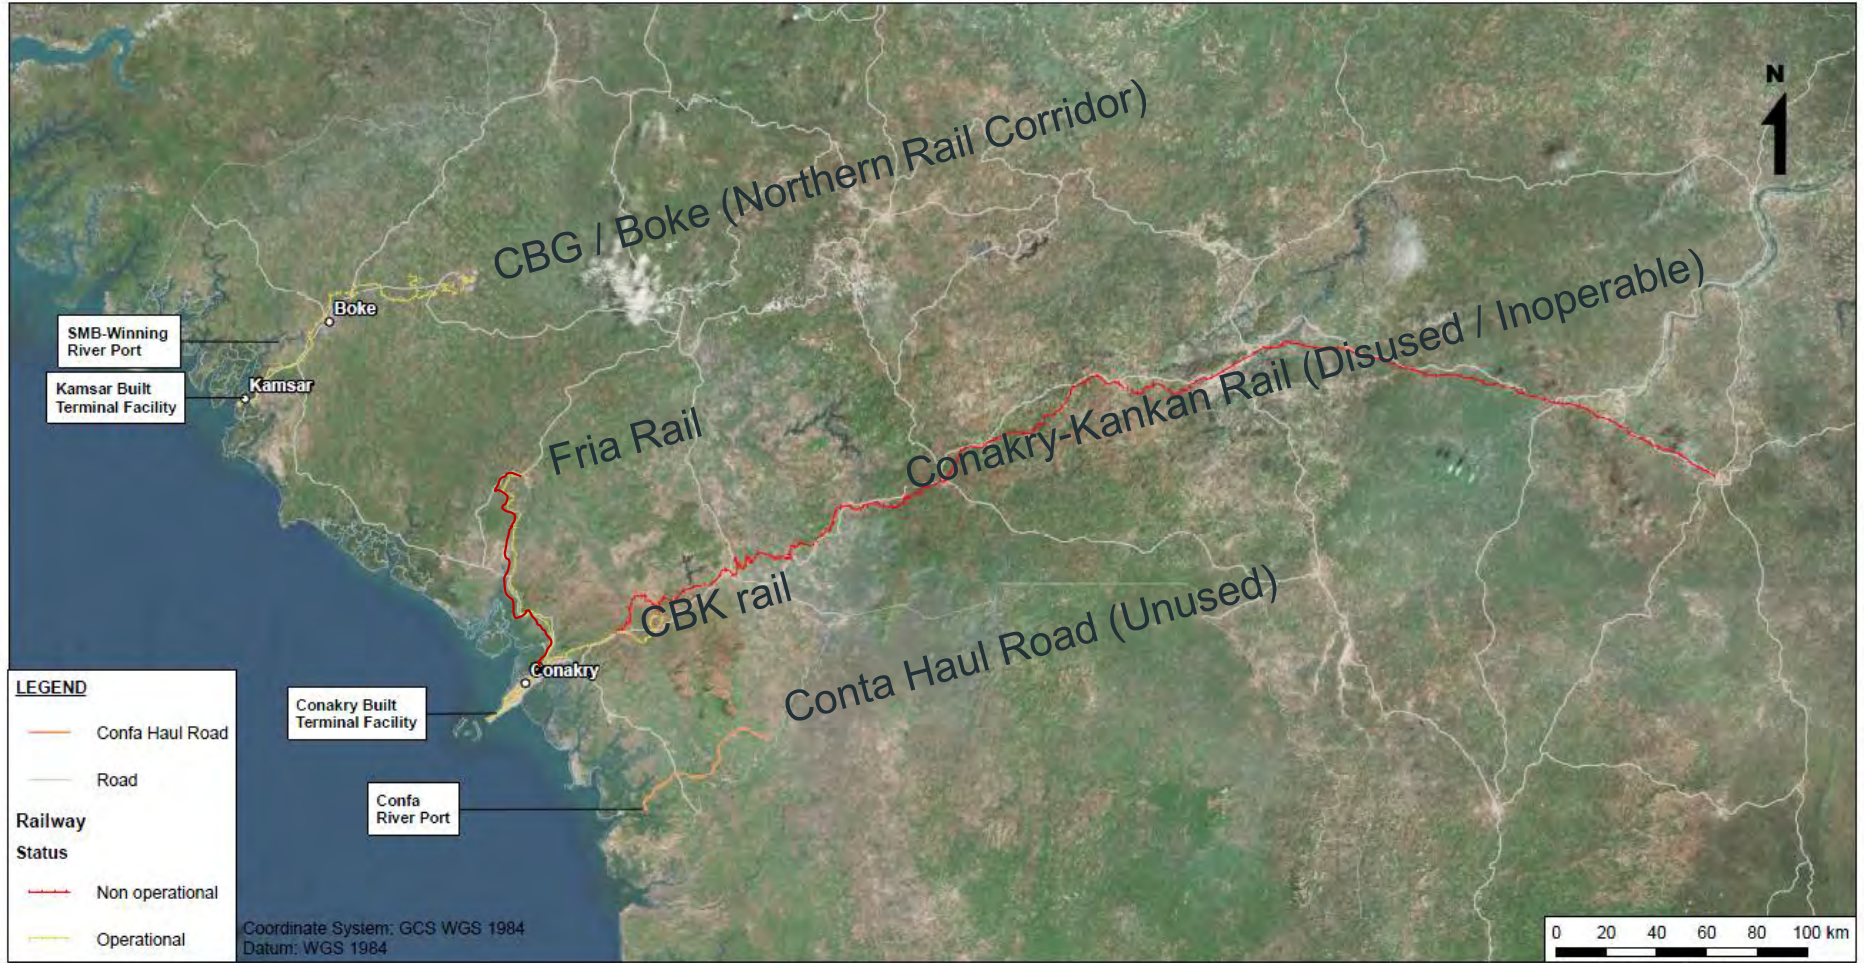 N
CBG / Boke (Northern Rail Corridor)
Boke
SMB-Winning
River Port
Kamsar
Kamsar Built
Terminal Facility
Fria Rail
Conakry-Kankan Rail (Disused / Inoperable)
CBK rail
Conta Haul Road (Unused)
Conakry
Conakry Built
Terminal Facility
Confa
River Port
LEGEND
Confa Haul Road
Road
Railway
Status
Non operational
Operational
Coordinate System: GCS WGS 1984
Datum: WGS 1984
0 20 40 60 80 100 km